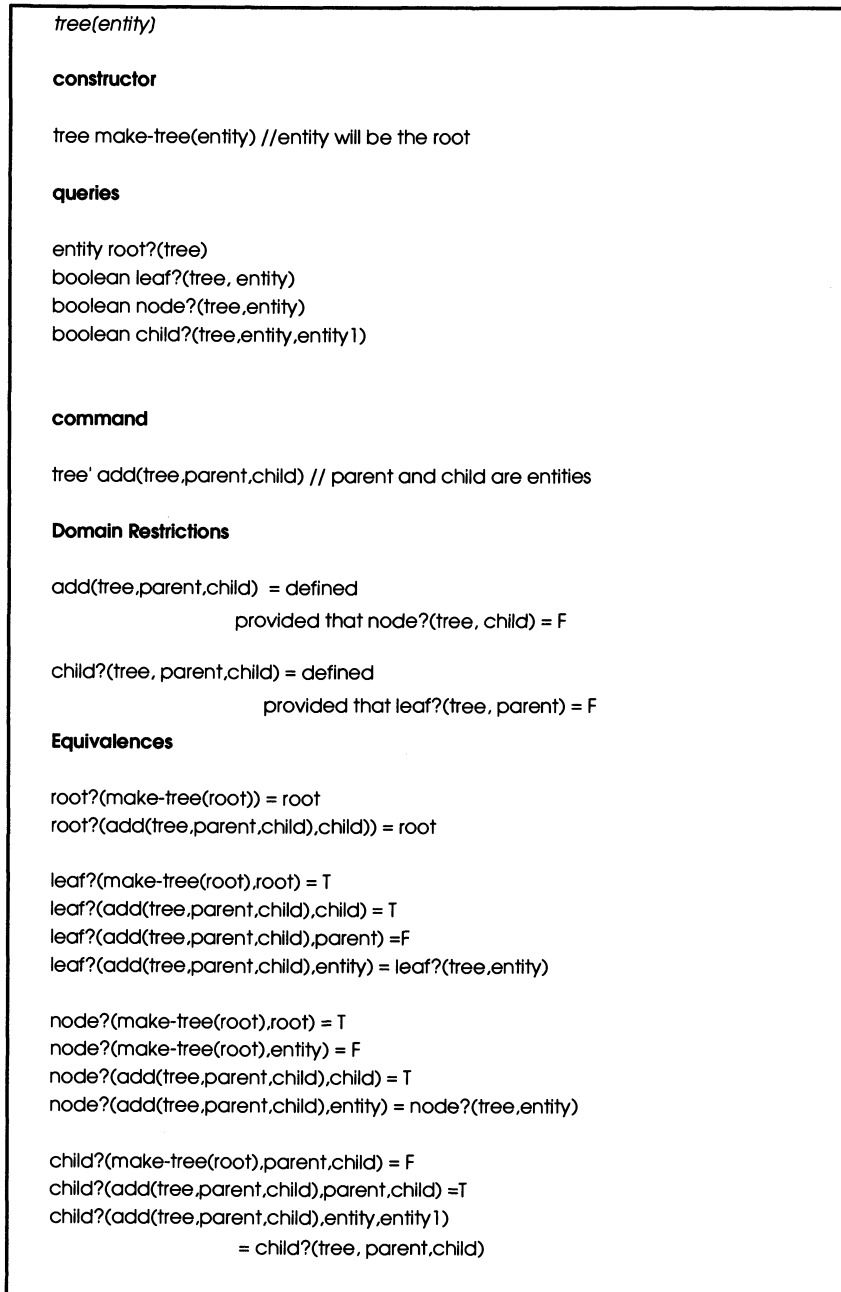 tree(entity)
constructor
tree make-tree(entity) //entity will be the root
queries
entity root?(tree)
boolean leaf?(tree, entity)
boolean node?(tree,entity)
boolean child?(tree,entity,entity1)
command
tree' add(tree,parent,child) // parent and child are entities
Domain Restrictions
add(tree,parent,child) = defined
provided that node?(tree, child) = F
child?(tree, parent,child) = defined
provided that leaf?(tree, parent) = F
Equivalences
root?(make-tree(root)) = root
root?(add(tree,parent,child),child)) = root
leaf?(make-tree(root),root) = T
leaf?(add(tree,parent,child),child) = T
leaf?(add(tree,parent,child),parent) =F
leaf?(add(tree,parent,child),entity) = leaf?(tree,entity)
node?(make-tree(root),root) = T
node?(make-tree(root),entity) = F
node?(add(tree,parent,child),child) = T
node?(add(tree,parent,child),entity) = node?(tree,entity)
child?(make-tree(root),parent,child) = F
child?(add(tree,parent,child),parent,child) =T
child?(add(tree,parent,child),entity,entity1)
= child?(tree, parent,child)